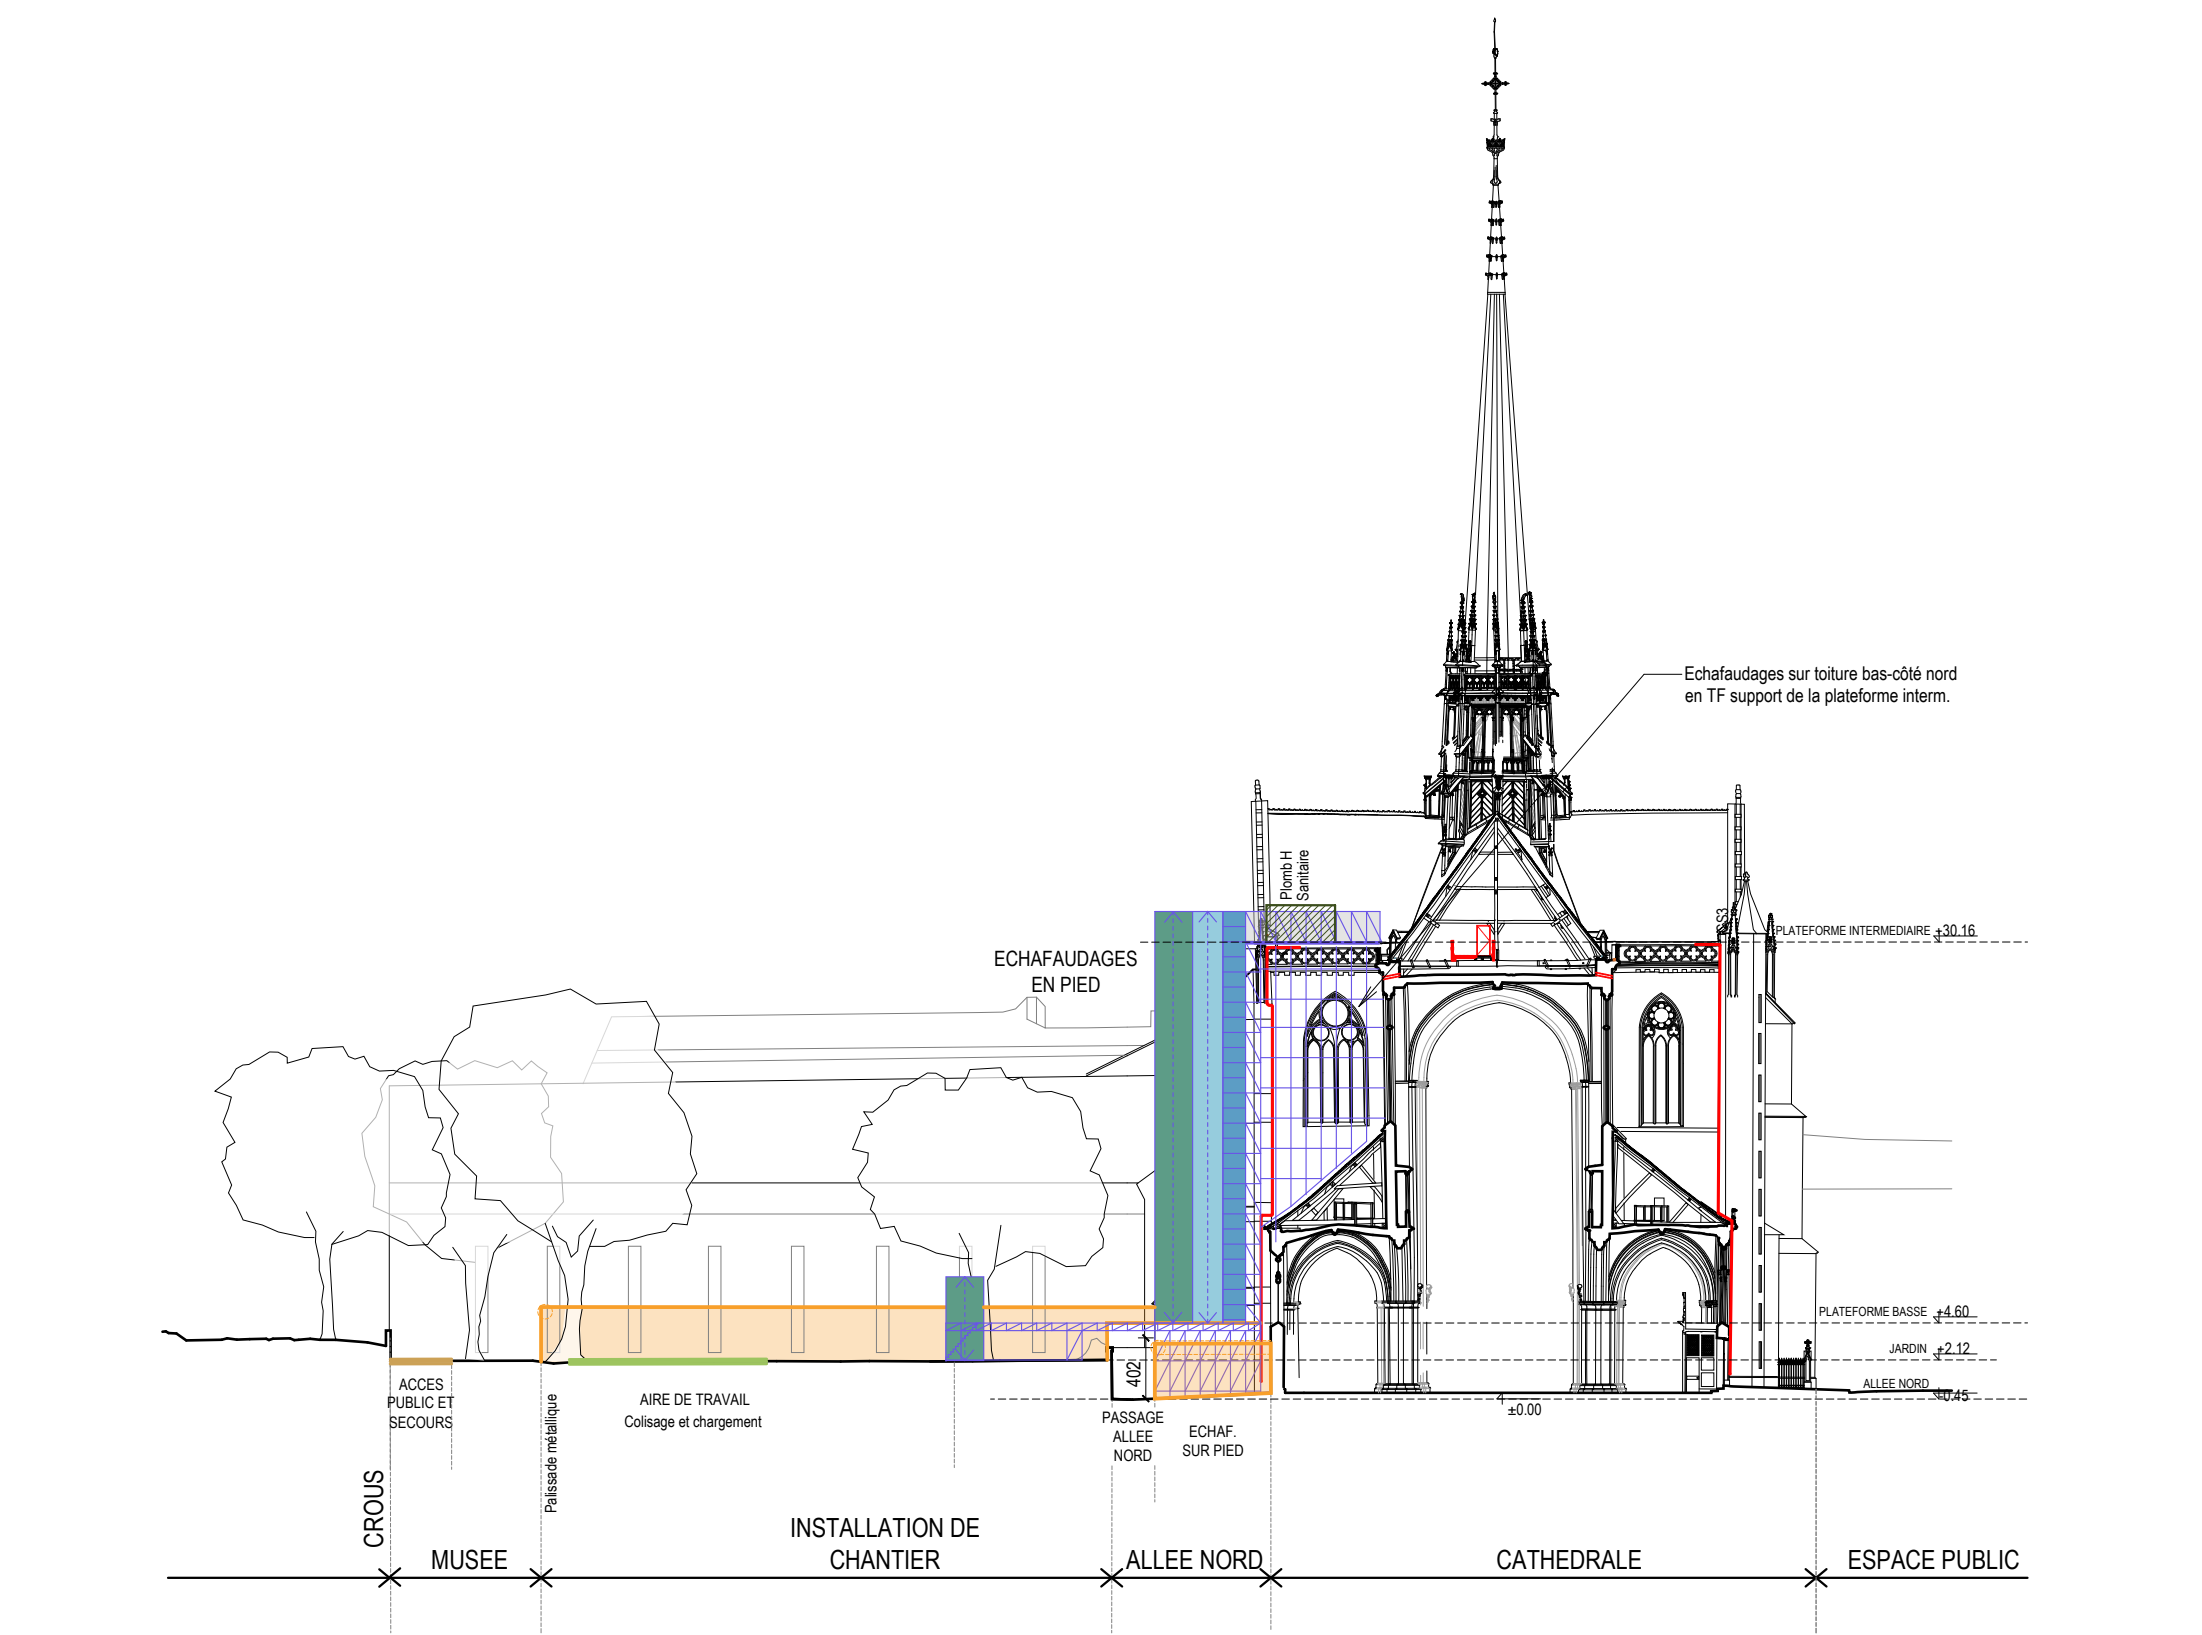 Echafaudages sur toiture bas-côté nord
en TF support de la plateforme interm.
Plomb H
Sanitaire
S3
PLATEFORME INTERMEDIAIRE +30.16
ECHAFAUDAGES
EN PIED
PLATEFORME BASSE +4.60
JARDIN +2.12
ALLEE NORD
±0.00
402
ACCES
PUBLIC ET
SECOURS
Palissade métallique
AIRE DE TRAVAIL
Colisage et chargement
PASSAGE
ALLEE
NORD
ECHAF.
SUR PIED
CROUS
MUSEE
INSTALLATION DE
CHANTIER
ALLEE NORD
CATHEDRALE
ESPACE PUBLIC